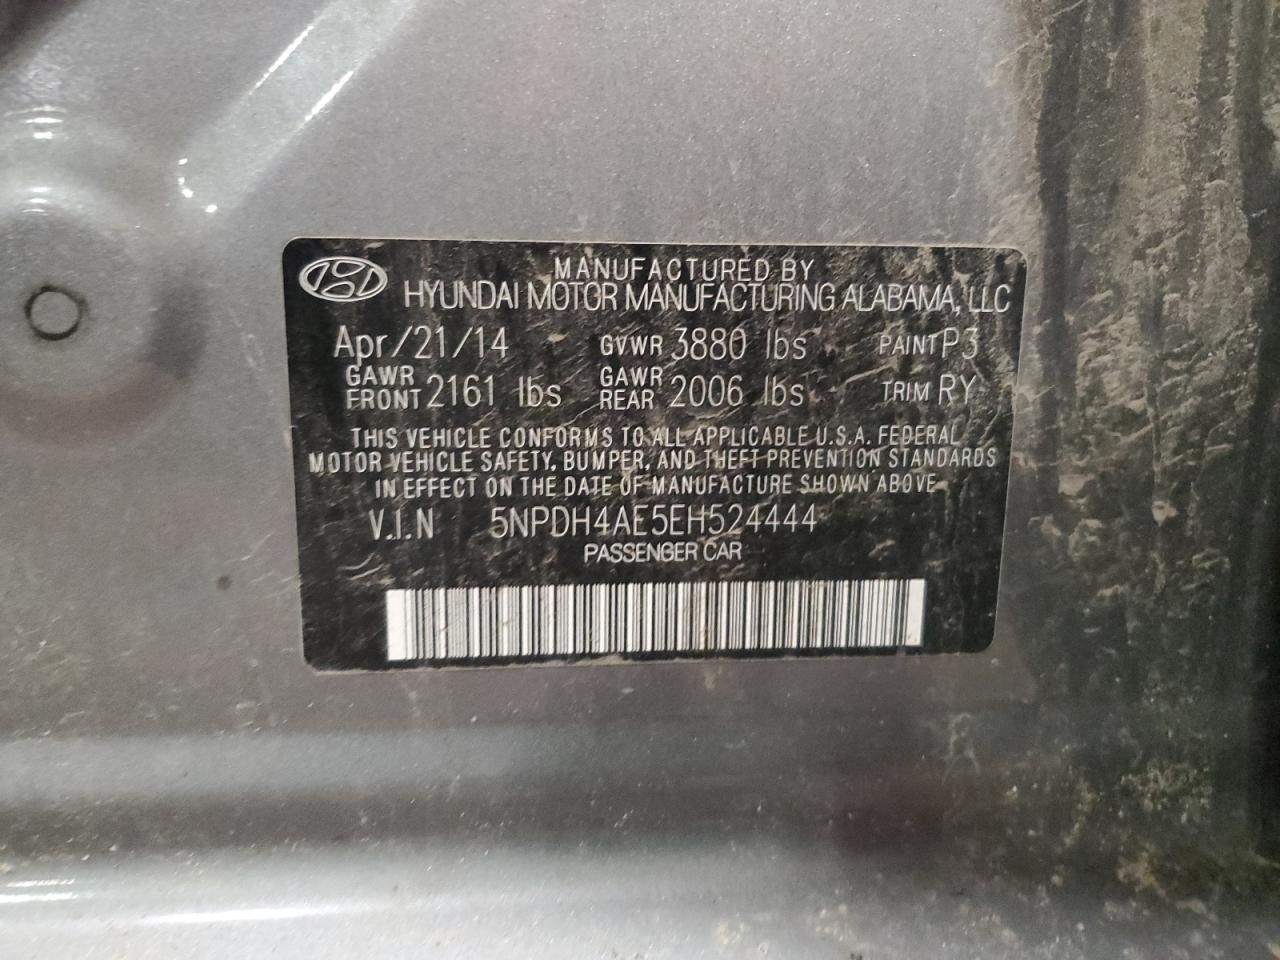 MANUFACTURED BY
HYUNDAI MOTOR MANUFACTURING ALABAMA, LLC
Apr/21/14 GVWR 3880 lbs PAINT P3
GAWR FRONT 2161 lbs GAWR REAR 2006 lbs TRIM RY
THIS VEHICLE CONFORMS TO ALL APPLICABLE U.S.A. FEDERAL
MOTOR VEHICLE SAFETY, BUMPER, AND THEFT PREVENTION STANDARDS
IN EFFECT ON THE DATE OF MANUFACTURE SHOWN ABOVE
V.I.N 5NPDH4AE5EH524444
PASSENGER CAR